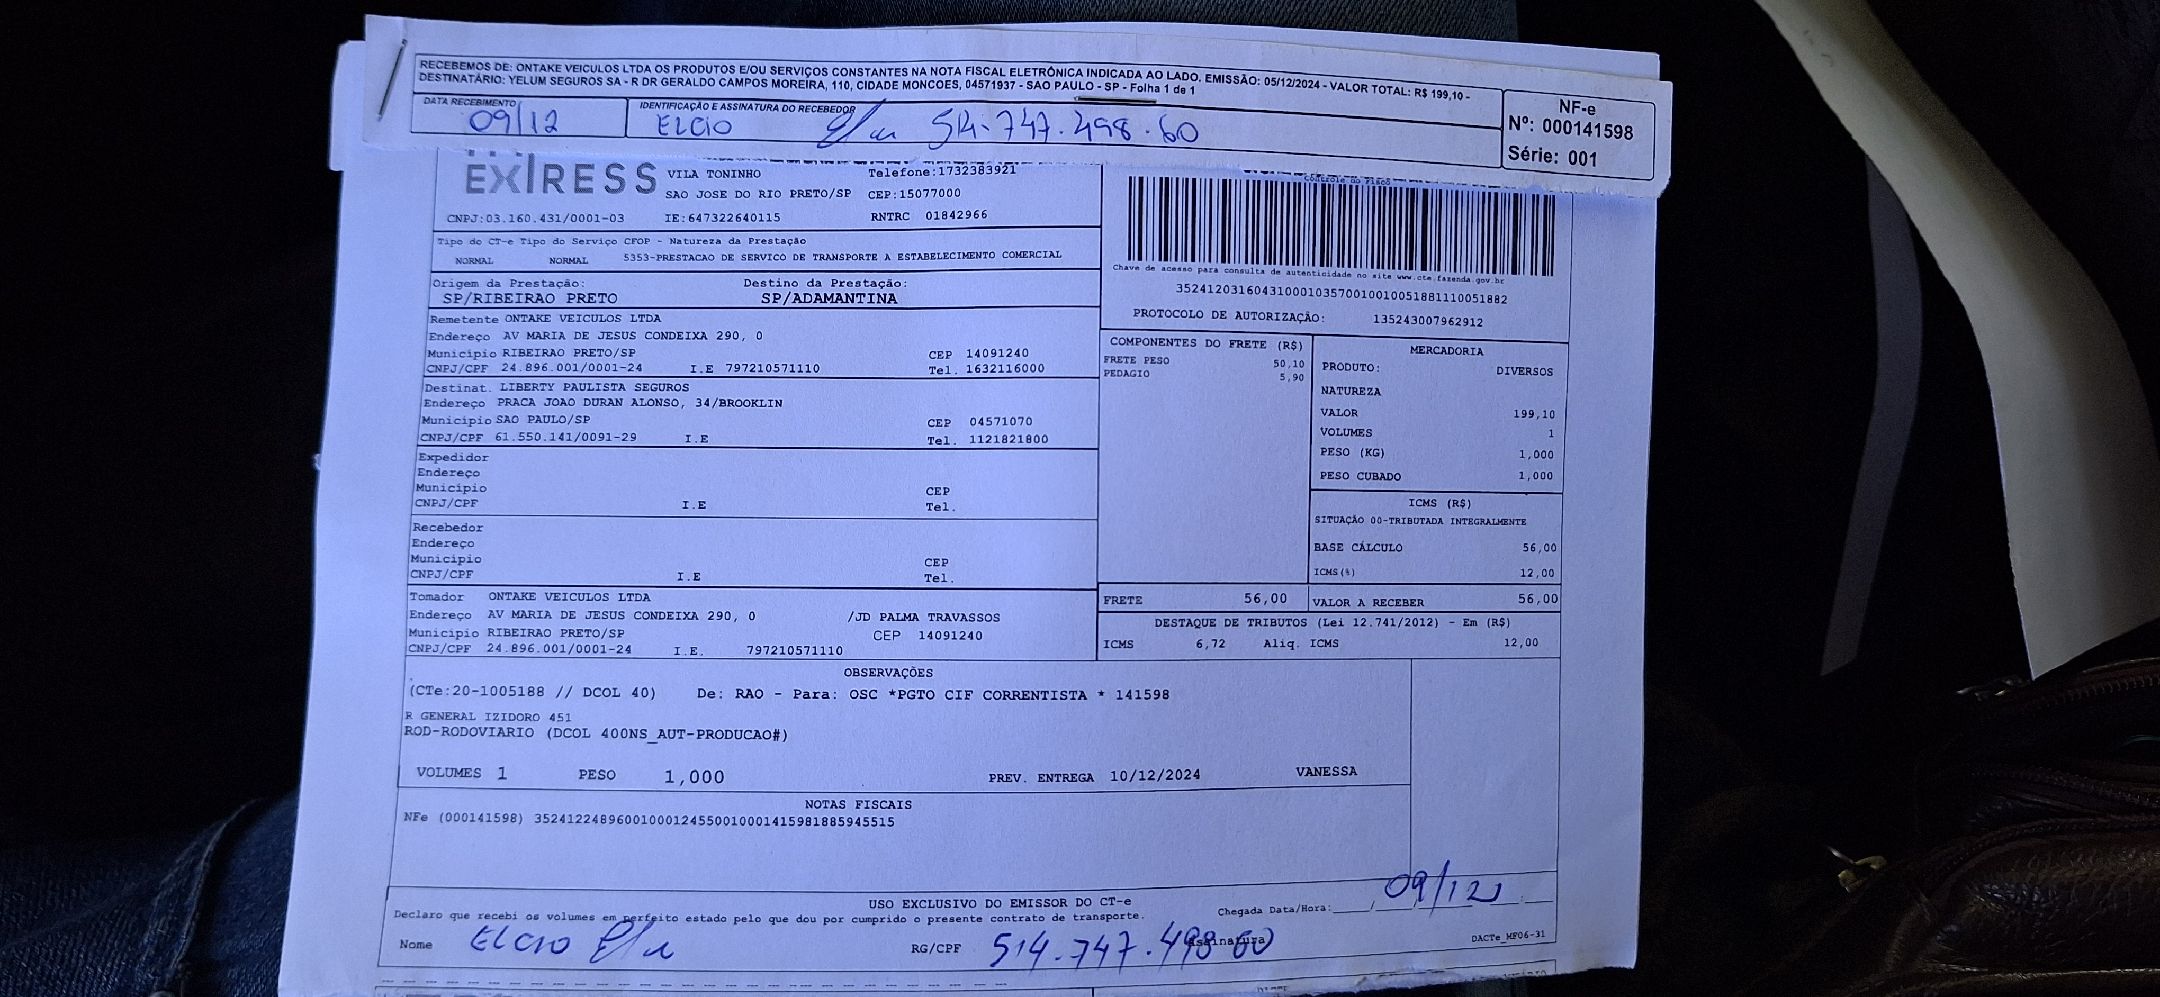 RECEBEMOS DE: ONTAKE VEICULOS LTDA OS PRODUTOS E/OU SERVIÇOS CONSTANTES NA NOTA FISCAL ELETRÔNICA INDICADA AO LADO, EMISSÃO: 05/12/2024 - VALOR TOTAL: R$ 199,10 -
DESTINATÁRIO: YELUM SEGUROS SA - R DR GERALDO CAMPOS MOREIRA, 110, CIDADE MONCOES, 04571937 - SAO PAULO - SP - Folha 1 de 1
DATA RECEBIMENTO IDENTIFICAÇÃO E ASSINATURA DO RECEBEDOR
09/12 ELCIO 514.747.498.60
NF-e
Nº: 000141598
Série: 001
EXPRESS
VILA TONINHO Telefone:1732383921
SAO JOSE DO RIO PRETO/SP CEP:15077000
CNPJ:03.160.431/0001-03 IE:647322640115 RNTRC 01842966
Controle do Fisco
Tipo do CT-e Tipo do Serviço CFOP - Natureza da Prestação
NORMAL NORMAL 5353-PRESTACAO DE SERVICO DE TRANSPORTE A ESTABELECIMENTO COMERCIAL
Chave de acesso para consulta de autenticidade no site www.cte.fazenda.gov.br
35241203160431000103570010010051881110051882
PROTOCOLO DE AUTORIZAÇÃO: 135243007962912
Origem da Prestação: Destino da Prestação:
SP/RIBEIRAO PRETO SP/ADAMANTINA
Remetente ONTAKE VEICULOS LTDA
Endereço AV MARIA DE JESUS CONDEIXA 290, 0
Município RIBEIRAO PRETO/SP CEP 14091240
CNPJ/CPF 24.896.001/0001-24 I.E 797210571110 Tel. 1632116000
Destinat. LIBERTY PAULISTA SEGUROS
Endereço PRACA JOAO DURAN ALONSO, 34/BROOKLIN
Município SAO PAULO/SP CEP 04571070
CNPJ/CPF 61.550.141/0091-29 I.E Tel. 1121821800
Expedidor
Endereço
Município CEP
CNPJ/CPF I.E Tel.
Recebedor
Endereço
Município CEP
CNPJ/CPF I.E Tel.
Tomador ONTAKE VEICULOS LTDA
Endereço AV MARIA DE JESUS CONDEIXA 290, 0 /JD PALMA TRAVASSOS
Município RIBEIRAO PRETO/SP CEP 14091240
CNPJ/CPF 24.896.001/0001-24 I.E. 797210571110
COMPONENTES DO FRETE (R$)
FRETE PESO 50,10
PEDAGIO 5,90
MERCADORIA
PRODUTO: DIVERSOS
NATUREZA
VALOR 199,10
VOLUMES 1
PESO (KG) 1,000
PESO CUBADO 1,000
ICMS (R$)
SITUAÇÃO 00-TRIBUTADA INTEGRALMENTE
BASE CÁLCULO 56,00
ICMS(%) 12,00
FRETE 56,00 VALOR A RECEBER 56,00
DESTAQUE DE TRIBUTOS (Lei 12.741/2012) - Em (R$)
ICMS 6,72 Aliq. ICMS 12,00
OBSERVAÇÕES
(CTe:20-1005188 // DCOL 40) De: RAO - Para: OSC *PGTO CIF CORRENTISTA * 141598
R GENERAL IZIDORO 451
ROD-RODOVIARIO (DCOL 400NS_AUT-PRODUCAO#)
VOLUMES 1 PESO 1,000 PREV. ENTREGA 10/12/2024 VANESSA
NOTAS FISCAIS
NFe (000141598) 35241224896001000124550010001415981885945515
USO EXCLUSIVO DO EMISSOR DO CT-e
Declaro que recebi os volumes em perfeito estado pelo que dou por cumprido o presente contrato de transporte.
Chegada Data/Hora: 09/12
Nome Elcio RG/CPF 514.747.498-60 Assinatura
DACTe_MF06-31